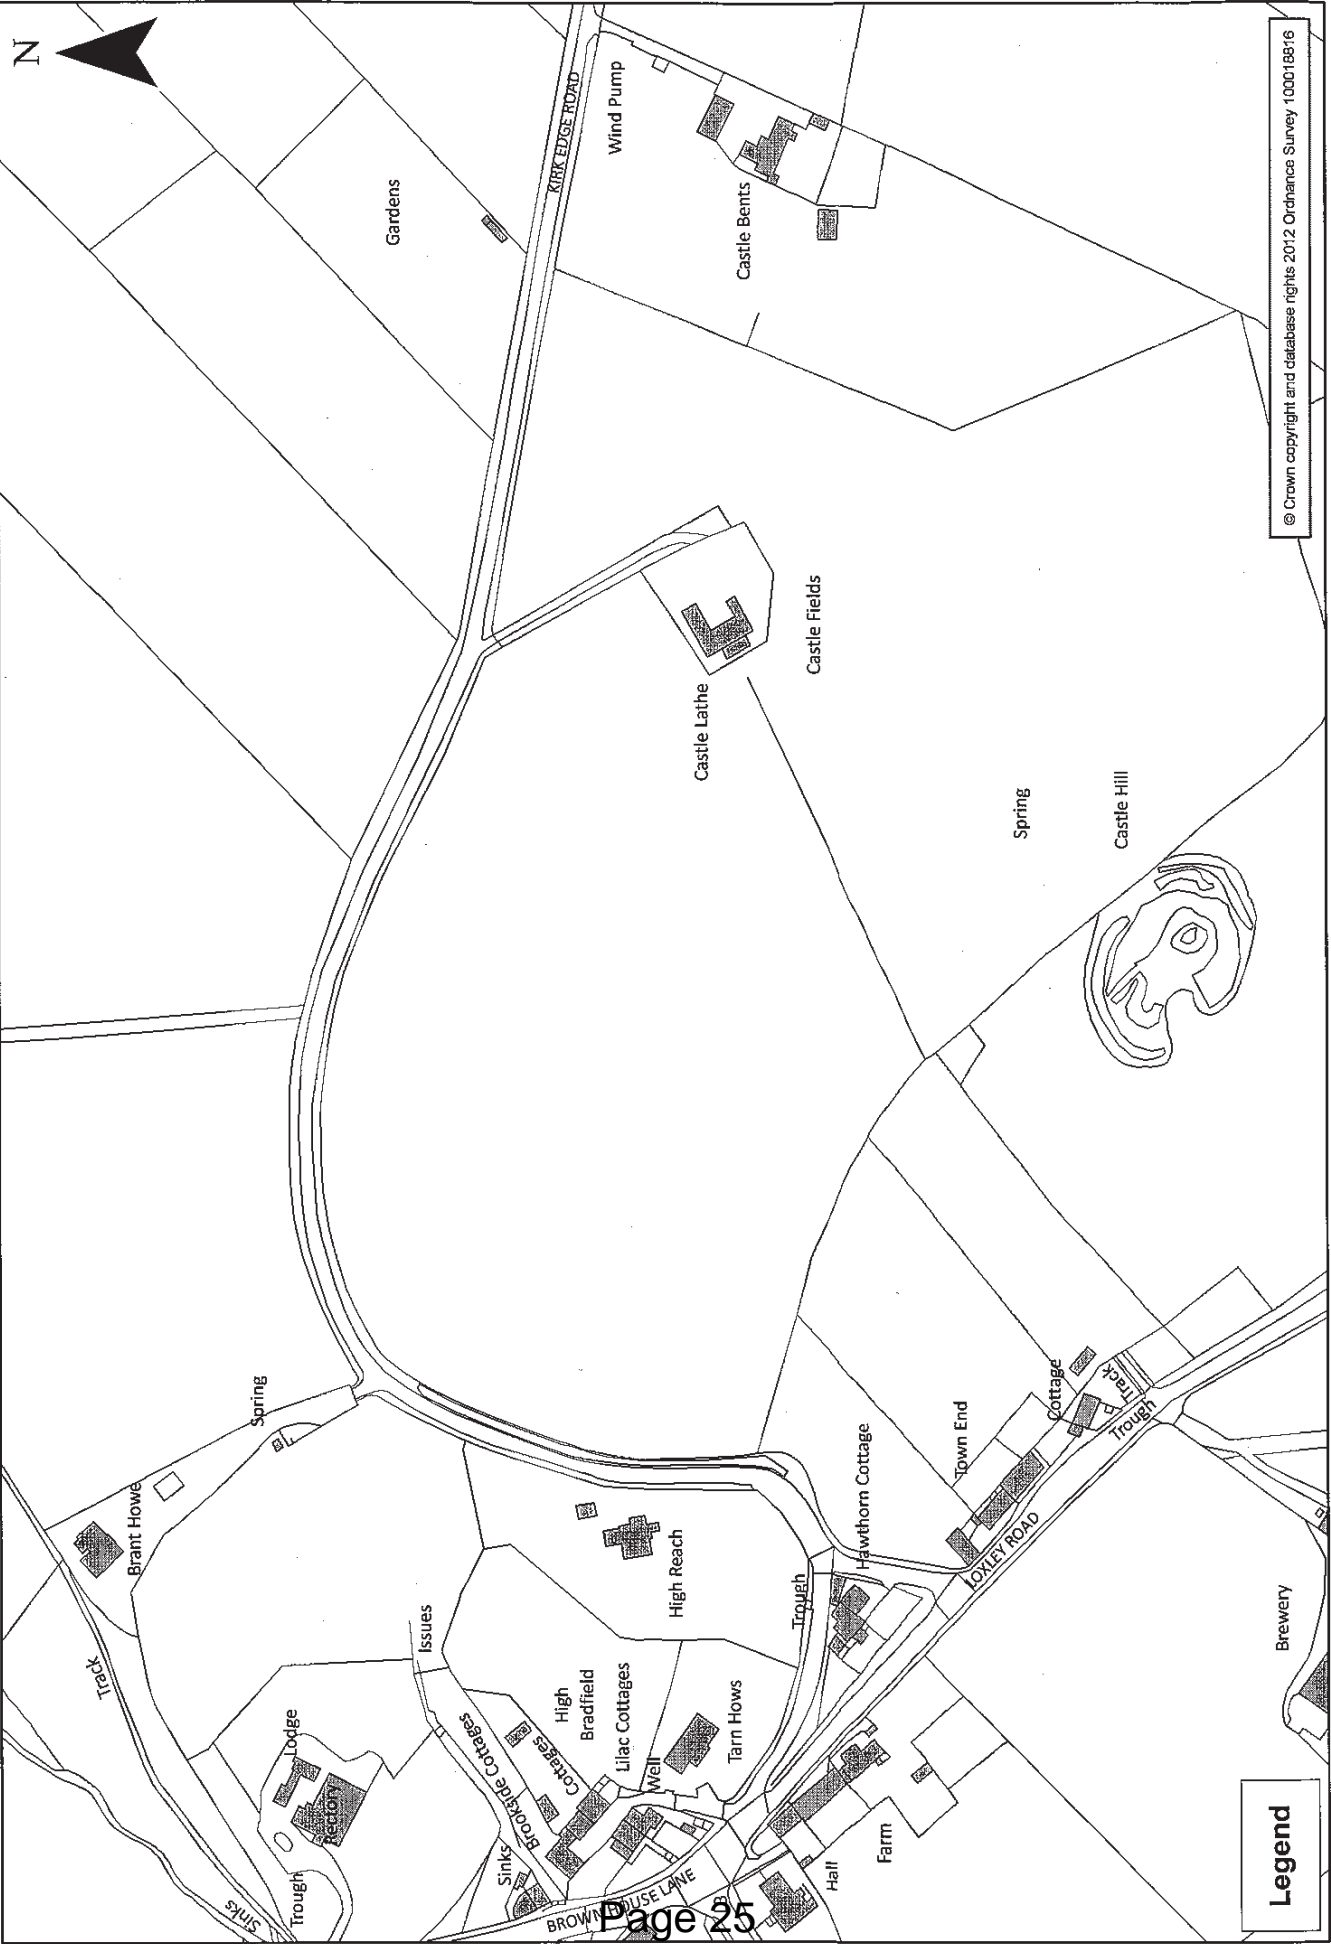 N
KIRK EDGE ROAD
Wind Pump
Gardens
Castle Bents
© Crown copyright and database rights 2012 Ordnance Survey 100018816
Castle Fields
Castle Lathe
Spring
Castle Hill
Spring
Brant Howe
Track
Issues
High Reach
Trough
Hawthorn Cottage
Town End
Cottage
Track
Trough
LOXLEY ROAD
Brewery
Lodge
Rectory
Trough
Sinks
Brookside Cottages
Cottages
High
Bradfield
Lilac Cottages
Well
Tarn Hows
Sinks
BROWN HOUSE LANE
B
Hall
Farm
Legend
Page 25